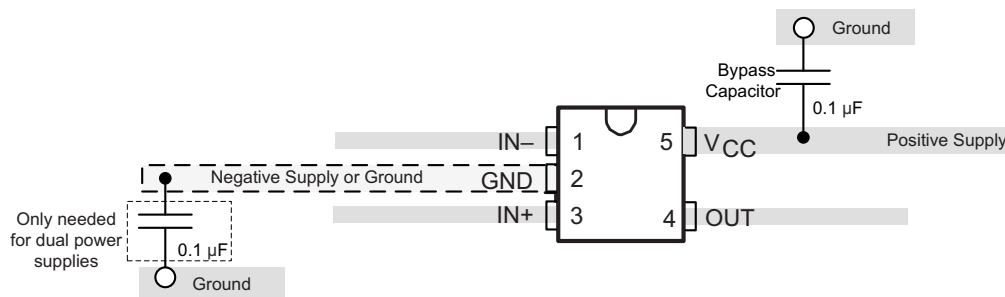 Ground
Bypass
Capacitor
0.1 µF
IN–
1
5
VCC
Positive Supply
Negative Supply or Ground
GND
2
IN+
3
4
OUT
Only needed
for dual power
supplies
0.1 µF
Ground